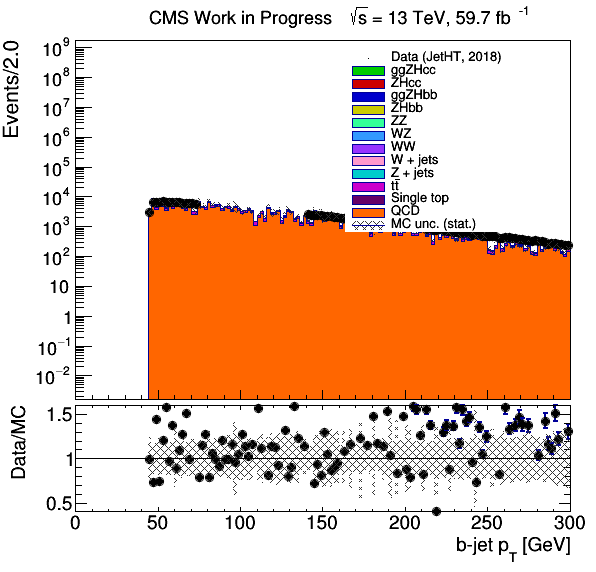 CMS Work in Progress √s = 13 TeV, 59.7 fb⁻¹
Events/2.0
10⁹
10⁸
10⁷
10⁶
10⁵
10⁴
10³
10²
10
1
10⁻¹
10⁻²
Data (JetHT, 2018)
ggZHcc
ZHcc
ggZHbb
ZHbb
ZZ
WZ
WW
W + jets
Z + jets
tt̄
Single top
QCD
MC unc. (stat.)
Data/MC
1.5
1
0.5
0 50 100 150 200 250 300
b-jet p_T [GeV]